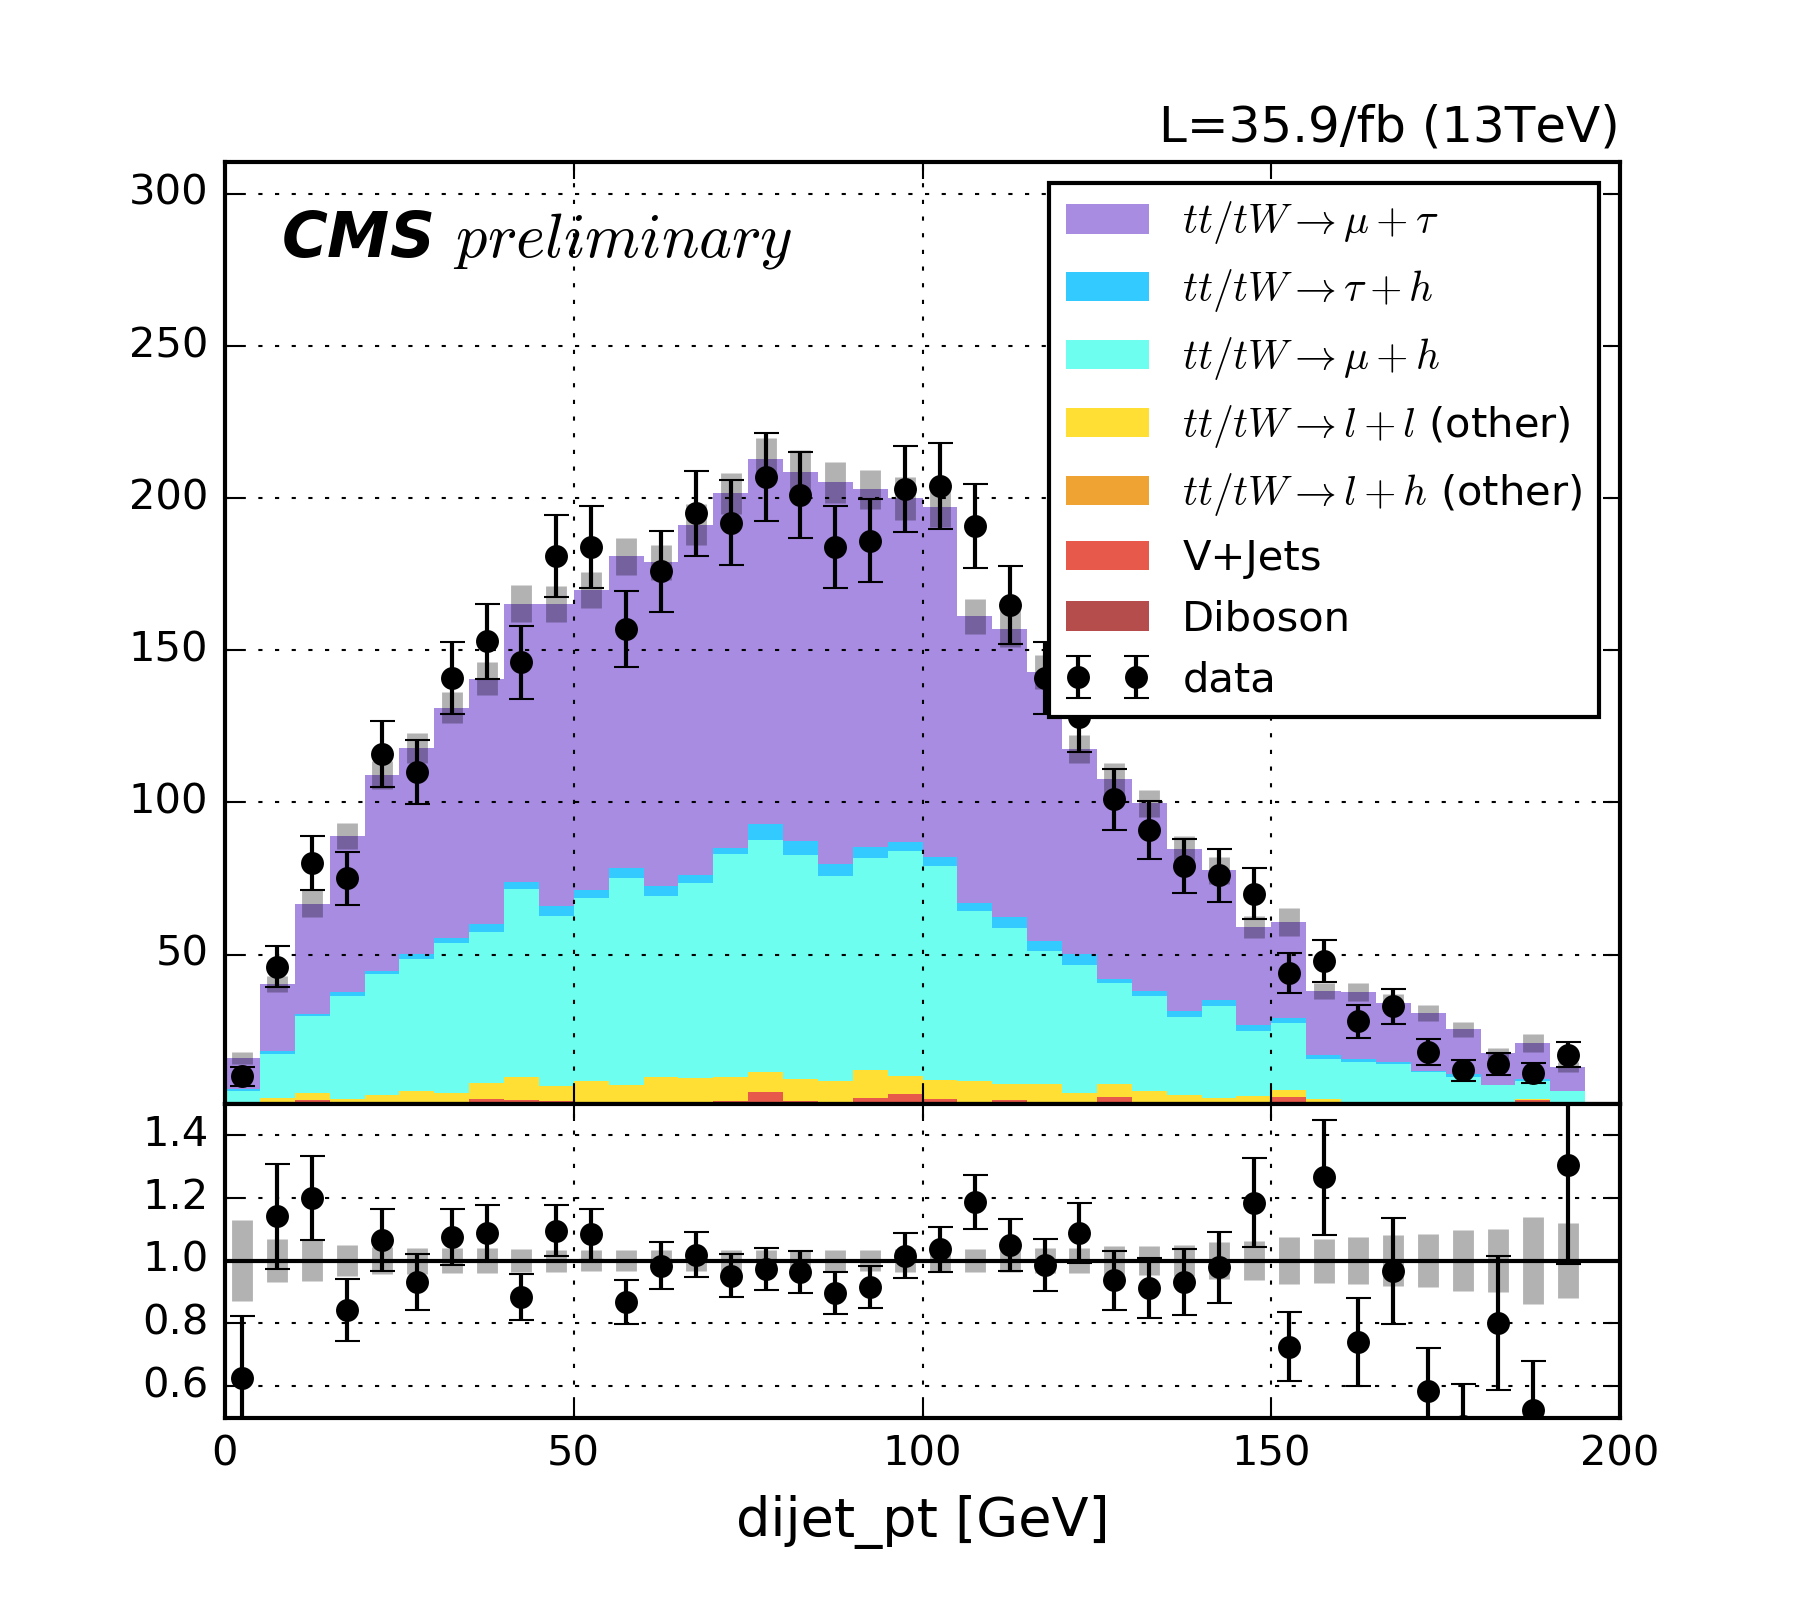 L=35.9/fb (13TeV)
CMS preliminary
300
250
200
150
100
50
tt/tW→μ+τ
tt/tW→τ+h
tt/tW→μ+h
tt/tW→l+l (other)
tt/tW→l+h (other)
V+Jets
Diboson
data
1.4
1.2
1.0
0.8
0.6
0 50 100 150 200
dijet_pt [GeV]